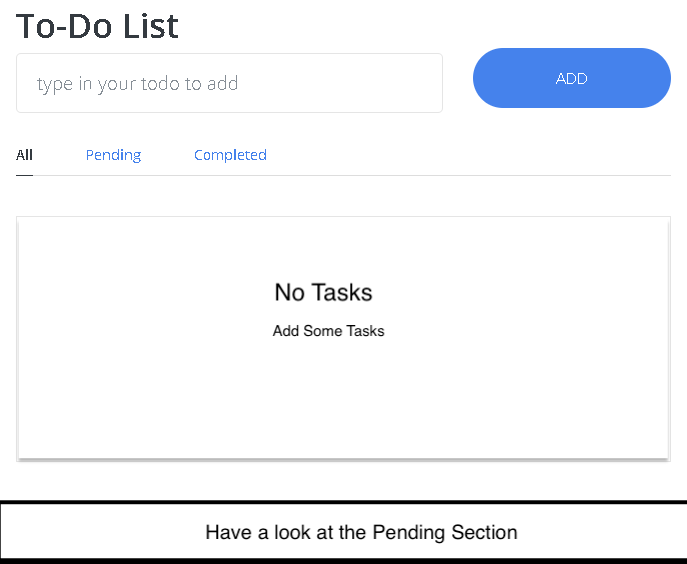 To-Do List
type in your todo to add
ADD
All Pending Completed
No Tasks
Add Some Tasks
Have a look at the Pending Section